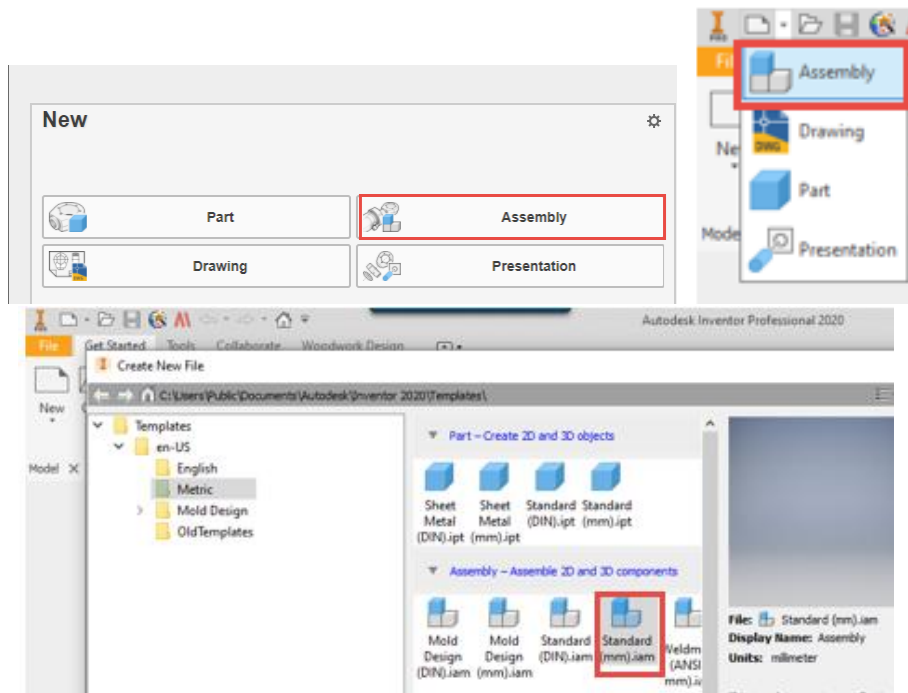 New
Part
Assembly
Drawing
Presentation
PRO
Assembly
DWG
Drawing
Part
Presentation
Autodesk Inventor Professional 2020
File
Get Started
Tools
Collaborate
Woodwork Design
Create New File
C:\Users\Public\Documents\Autodesk\Inventor 2020\Templates\
New
Model
Templates
en-US
English
Metric
Mold Design
OldTemplates
Part – Create 2D and 3D objects
Sheet Metal (DIN).ipt
Sheet Metal (mm).ipt
Standard (DIN).ipt
Standard (mm).ipt
Assembly – Assemble 2D and 3D components
Mold Design (DIN).iam
Mold Design (mm).iam
Standard (DIN).iam
Standard (mm).iam
File: Standard (mm).iam
Display Name: Assembly
Units: millimeter